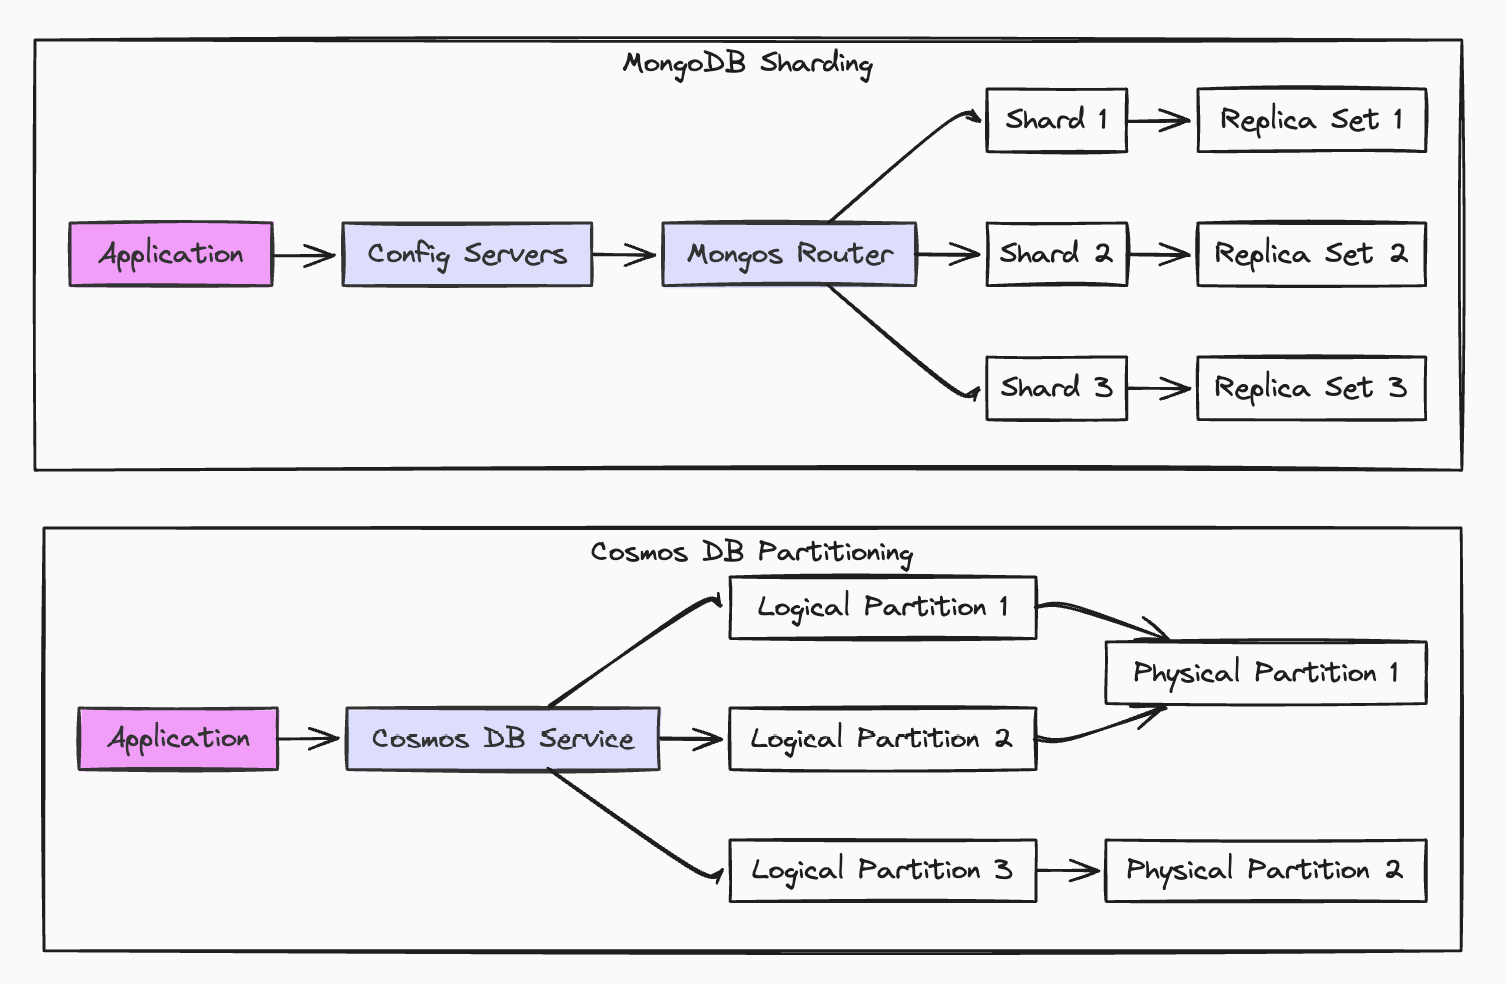 MongoDB Sharding
Shard 1
Replica Set 1
Application
Config Servers
Mongos Router
Shard 2
Replica Set 2
Shard 3
Replica Set 3
Cosmos DB Partitioning
Logical Partition 1
Physical Partition 1
Application
Cosmos DB Service
Logical Partition 2
Logical Partition 3
Physical Partition 2